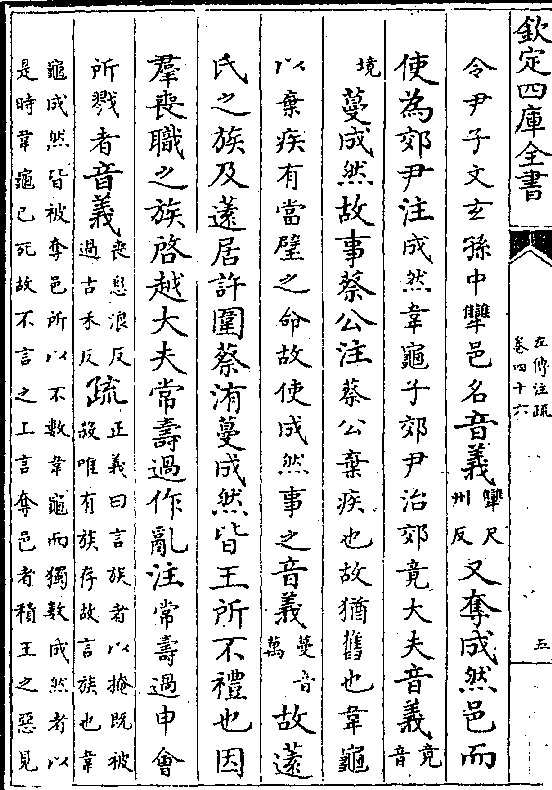 欽定四庫全書
左傳注疏
卷四十六
五
令尹子文玄孫中犫邑名音義犫尺
州反又奪成然邑而
使為郊尹注成然韋龜子郊尹治郊竟大夫音義竟音
境蔓成然故事蔡公注蔡公棄疾也故猶舊也韋龜
以棄疾有當璧之命故使成然事之音義蔓音
萬故薳
氏之族及薳居許圍蔡洧蔓成然皆王所不禮也因
羣喪職之族啓越大夫常壽過作亂注常壽過申會
所戮者音義喪息浪反
過古禾反疏正義曰言族者以掩既被
殺唯有族存故言族也韋
龜成然皆被奪邑所以不數韋龜而獨數成然者以
是時韋龜已死故不言之上言奪邑者積王之惡見